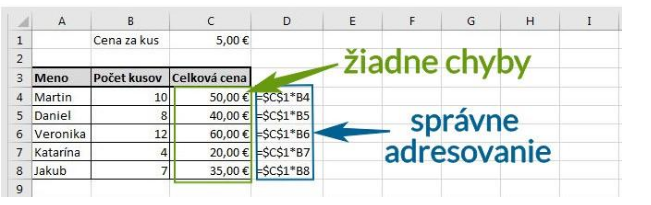 A B C D E F G H I
1 Cena za kus 5,00 €
2
3 Meno Počet kusov Celková cena
4 Martin 10 50,00 € =$C$1*B4
5 Daniel 8 40,00 € =$C$1*B5
6 Veronika 12 60,00 € =$C$1*B6
7 Katarína 4 20,00 € =$C$1*B7
8 Jakub 7 35,00 € =$C$1*B8
9
žiadne chyby
správne
adresovanie